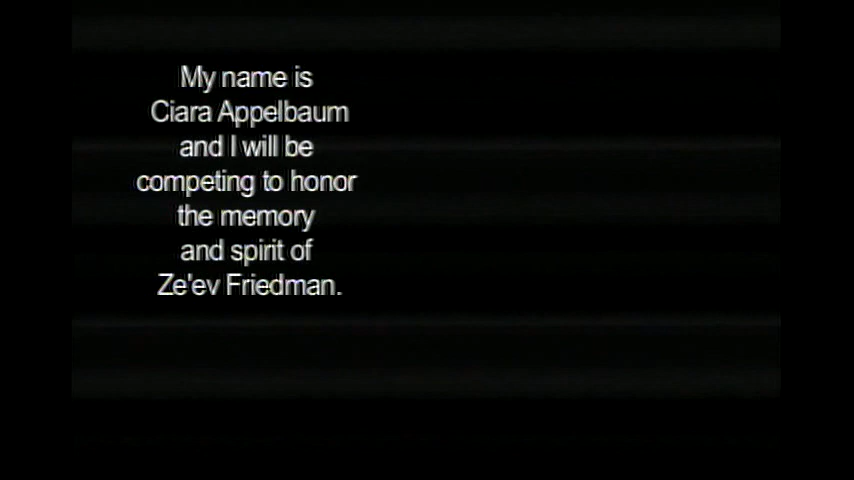 My name is
Ciara Appelbaum
and I will be
competing to honor
the memory
and spirit of
Ze'ev Friedman.